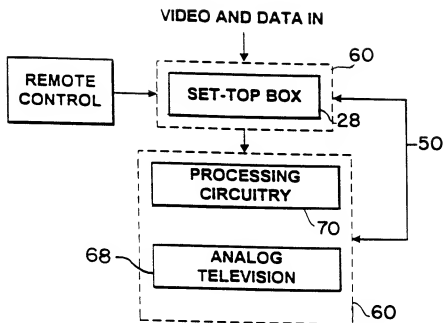 VIDEO AND DATA IN
60
REMOTE
CONTROL
SET-TOP BOX
28
50
PROCESSING
CIRCUITRY
70
68
ANALOG
TELEVISION
60